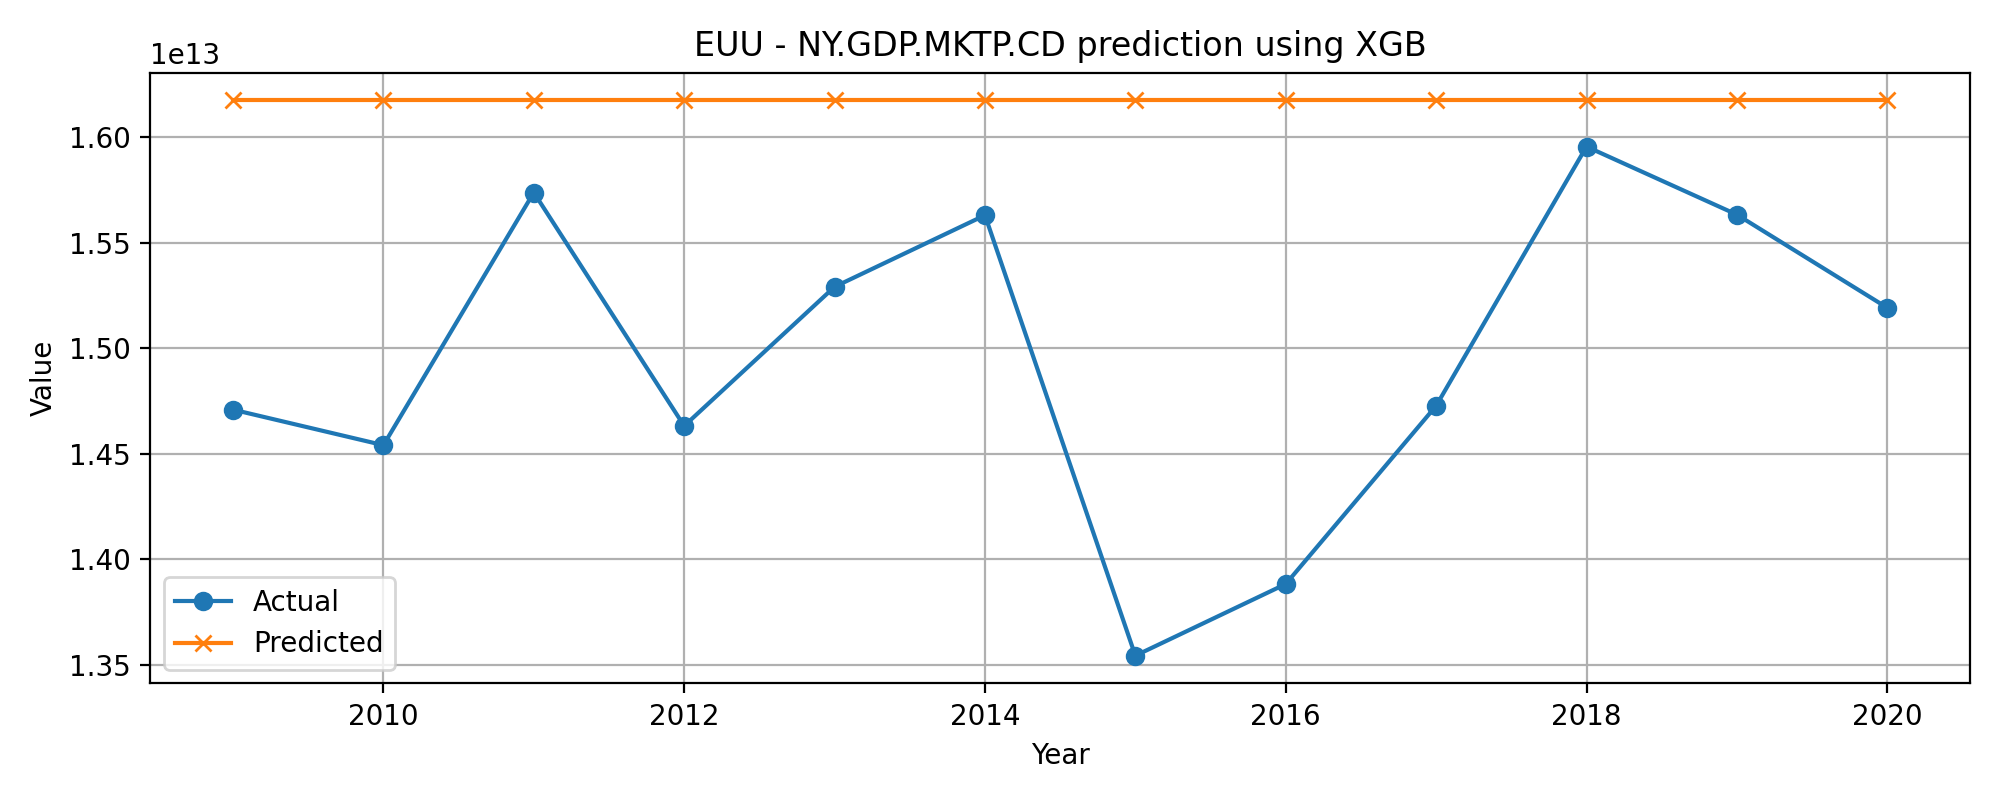 EUU - NY.GDP.MKTP.CD prediction using XGB
1e13
1.60
1.55
1.50
1.45
1.40
1.35
Value
Actual
Predicted
2010 2012 2014 2016 2018 2020
Year